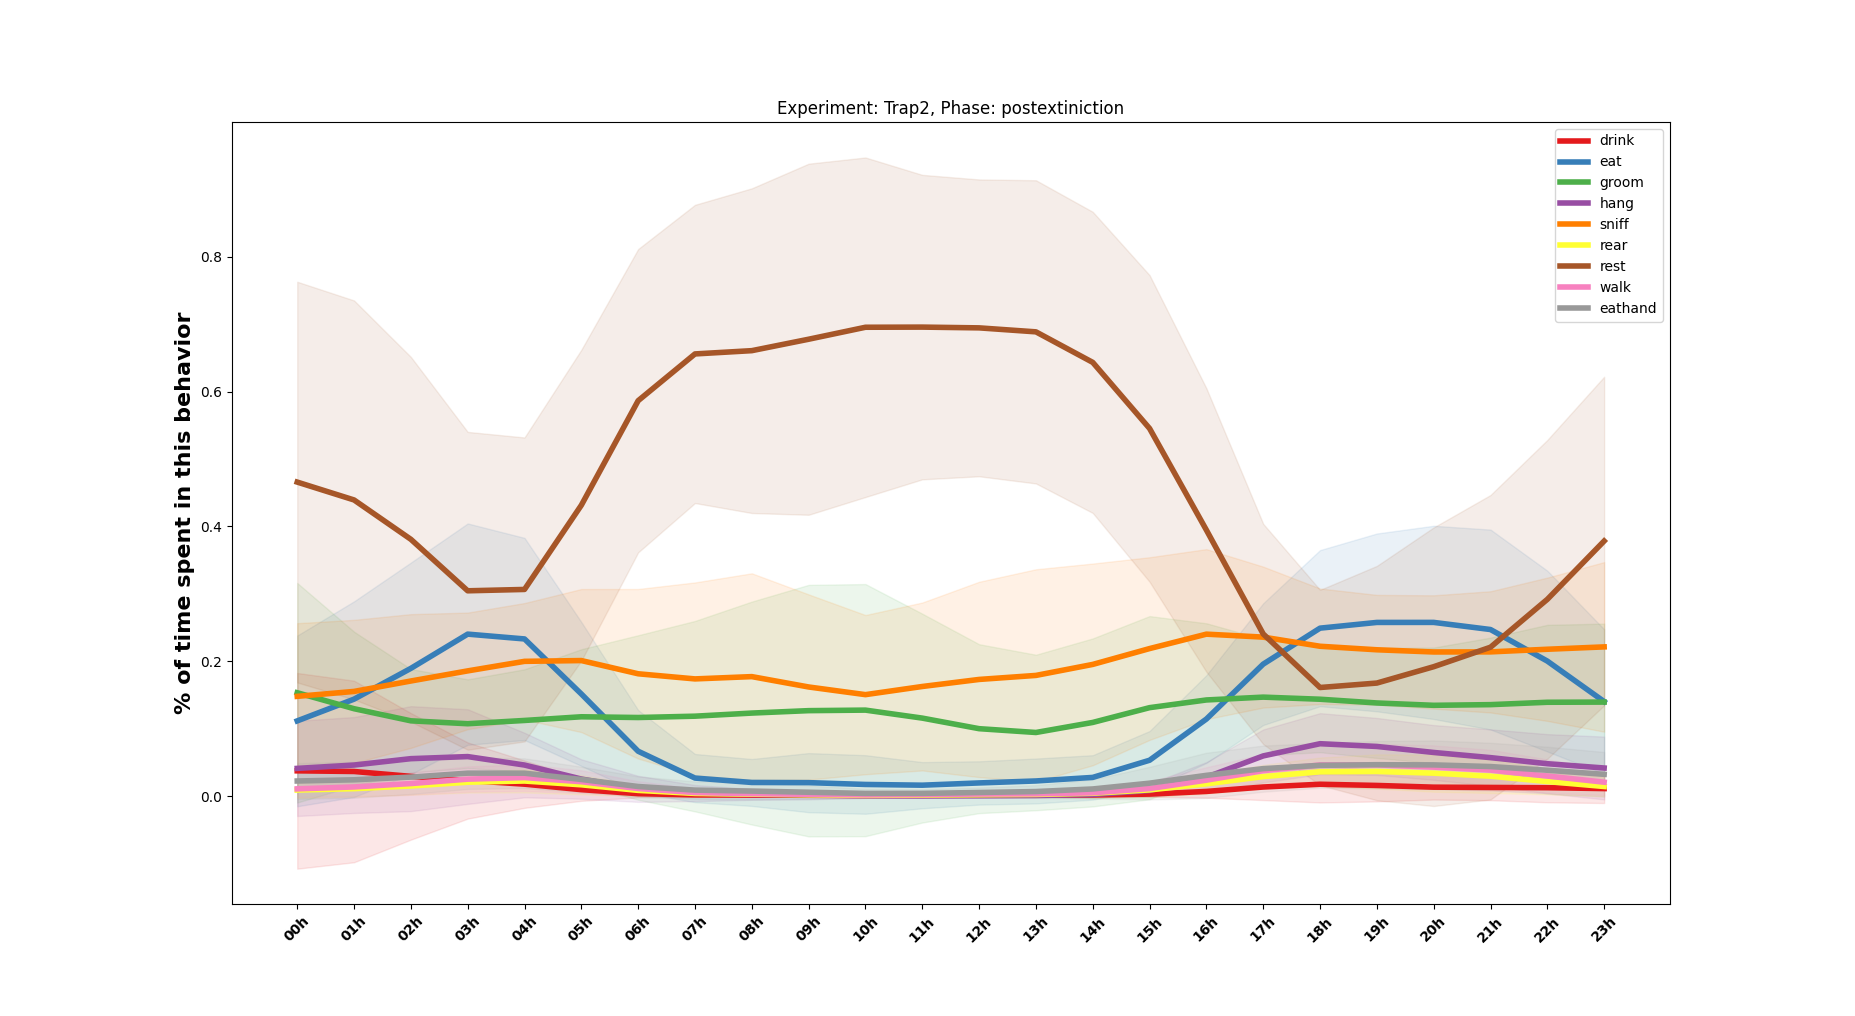 Experiment: Trap2, Phase: postextiniction
drink
eat
groom
hang
sniff
rear
rest
walk
eathand
% of time spent in this behavior
0.8
0.6
0.4
0.2
0.0
00h 01h 02h 03h 04h 05h 06h 07h 08h 09h 10h 11h 12h 13h 14h 15h 16h 17h 18h 19h 20h 21h 22h 23h